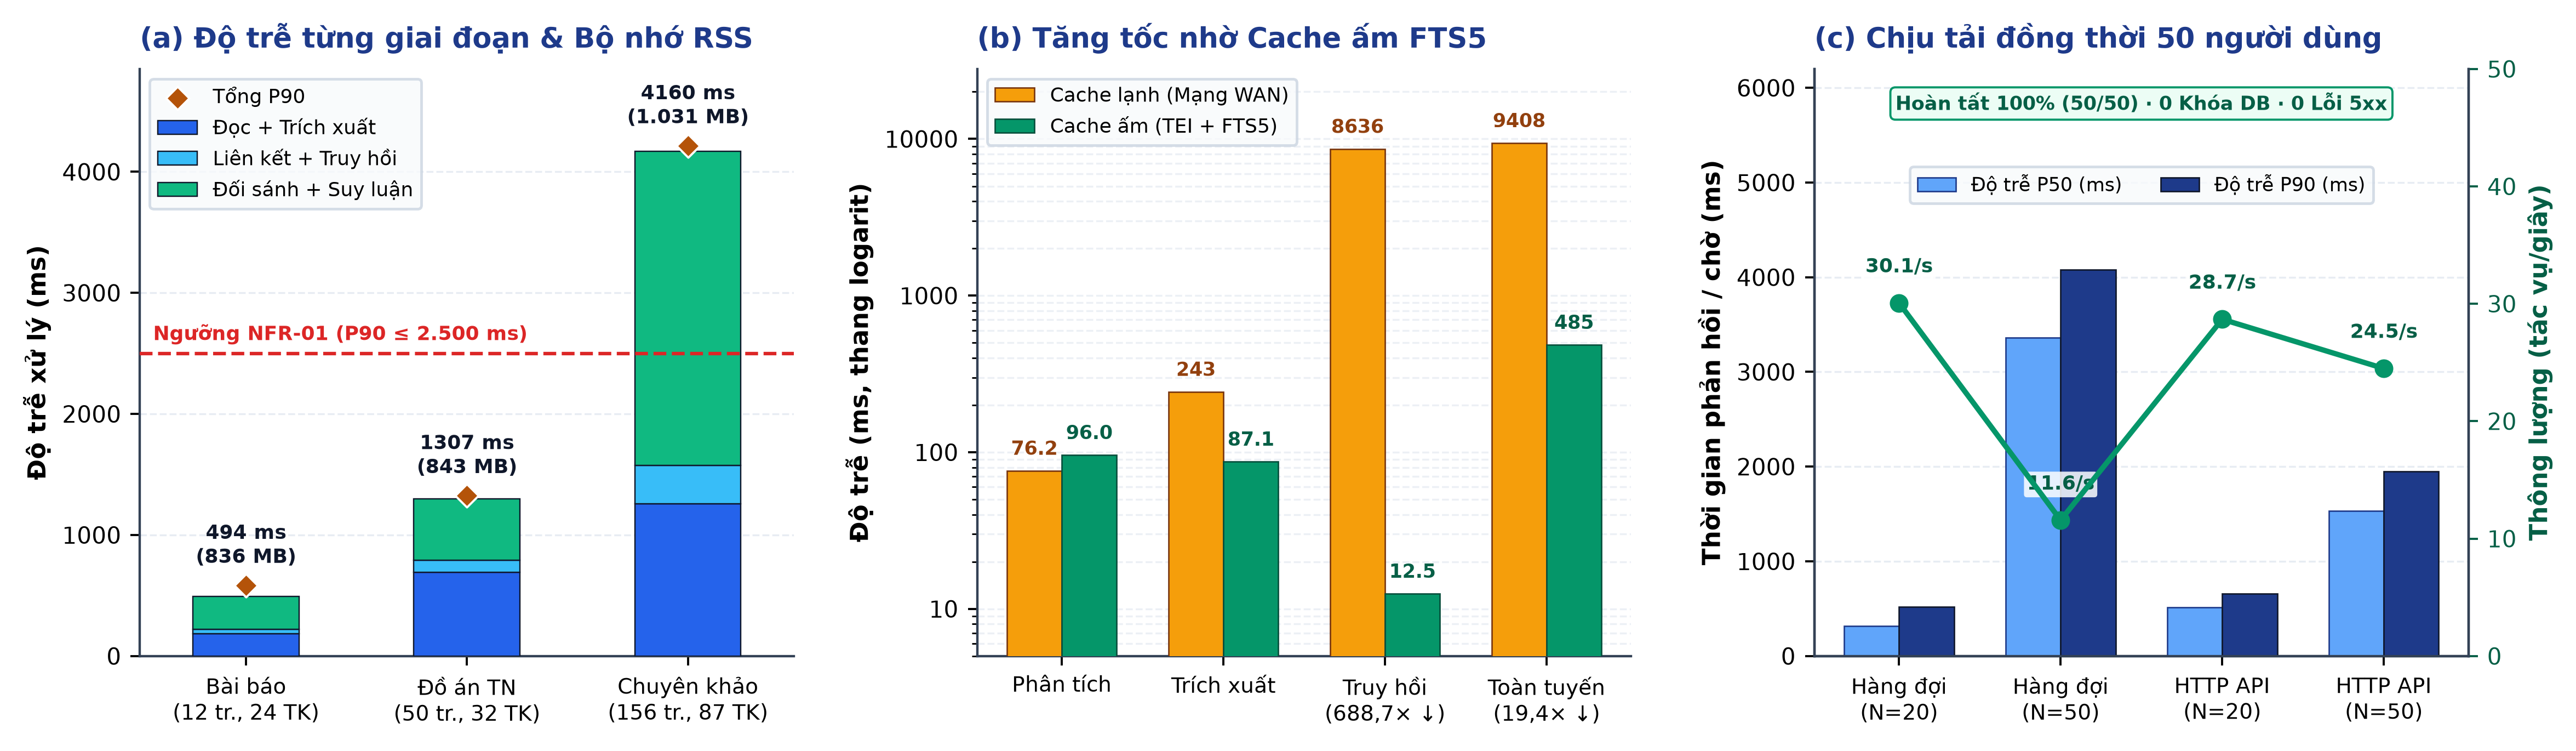 (a) Độ trễ từng giai đoạn & Bộ nhớ RSS
Độ trễ xử lý (ms)
4000
3000
2000
1000
0
Tổng P90
Đọc + Trích xuất
Liên kết + Truy hồi
Đối sánh + Suy luận
4160 ms
(1.031 MB)
Ngưỡng NFR-01 (P90 ≤ 2.500 ms)
1307 ms
(843 MB)
494 ms
(836 MB)
Bài báo
(12 tr., 24 TK)
Đồ án TN
(50 tr., 32 TK)
Chuyên khảo
(156 tr., 87 TK)
(b) Tăng tốc nhờ Cache ấm FTS5
Độ trễ (ms, thang logarit)
10000
1000
100
10
Cache lạnh (Mạng WAN)
Cache ấm (TEI + FTS5)
76.2
96.0
243
87.1
8636
12.5
9408
485
Phân tích
Trích xuất
Truy hồi
(688,7× ↓)
Toàn tuyến
(19,4× ↓)
(c) Chịu tải đồng thời 50 người dùng
Thời gian phản hồi / chờ (ms)
6000
5000
4000
3000
2000
1000
0
Hoàn tất 100% (50/50) · 0 Khóa DB · 0 Lỗi 5xx
Độ trễ P50 (ms)
Độ trễ P90 (ms)
30.1/s
11.6/s
28.7/s
24.5/s
Hàng đợi
(N=20)
Hàng đợi
(N=50)
HTTP API
(N=20)
HTTP API
(N=50)
50
40
30
20
10
0
Thông lượng (tác vụ/giây)